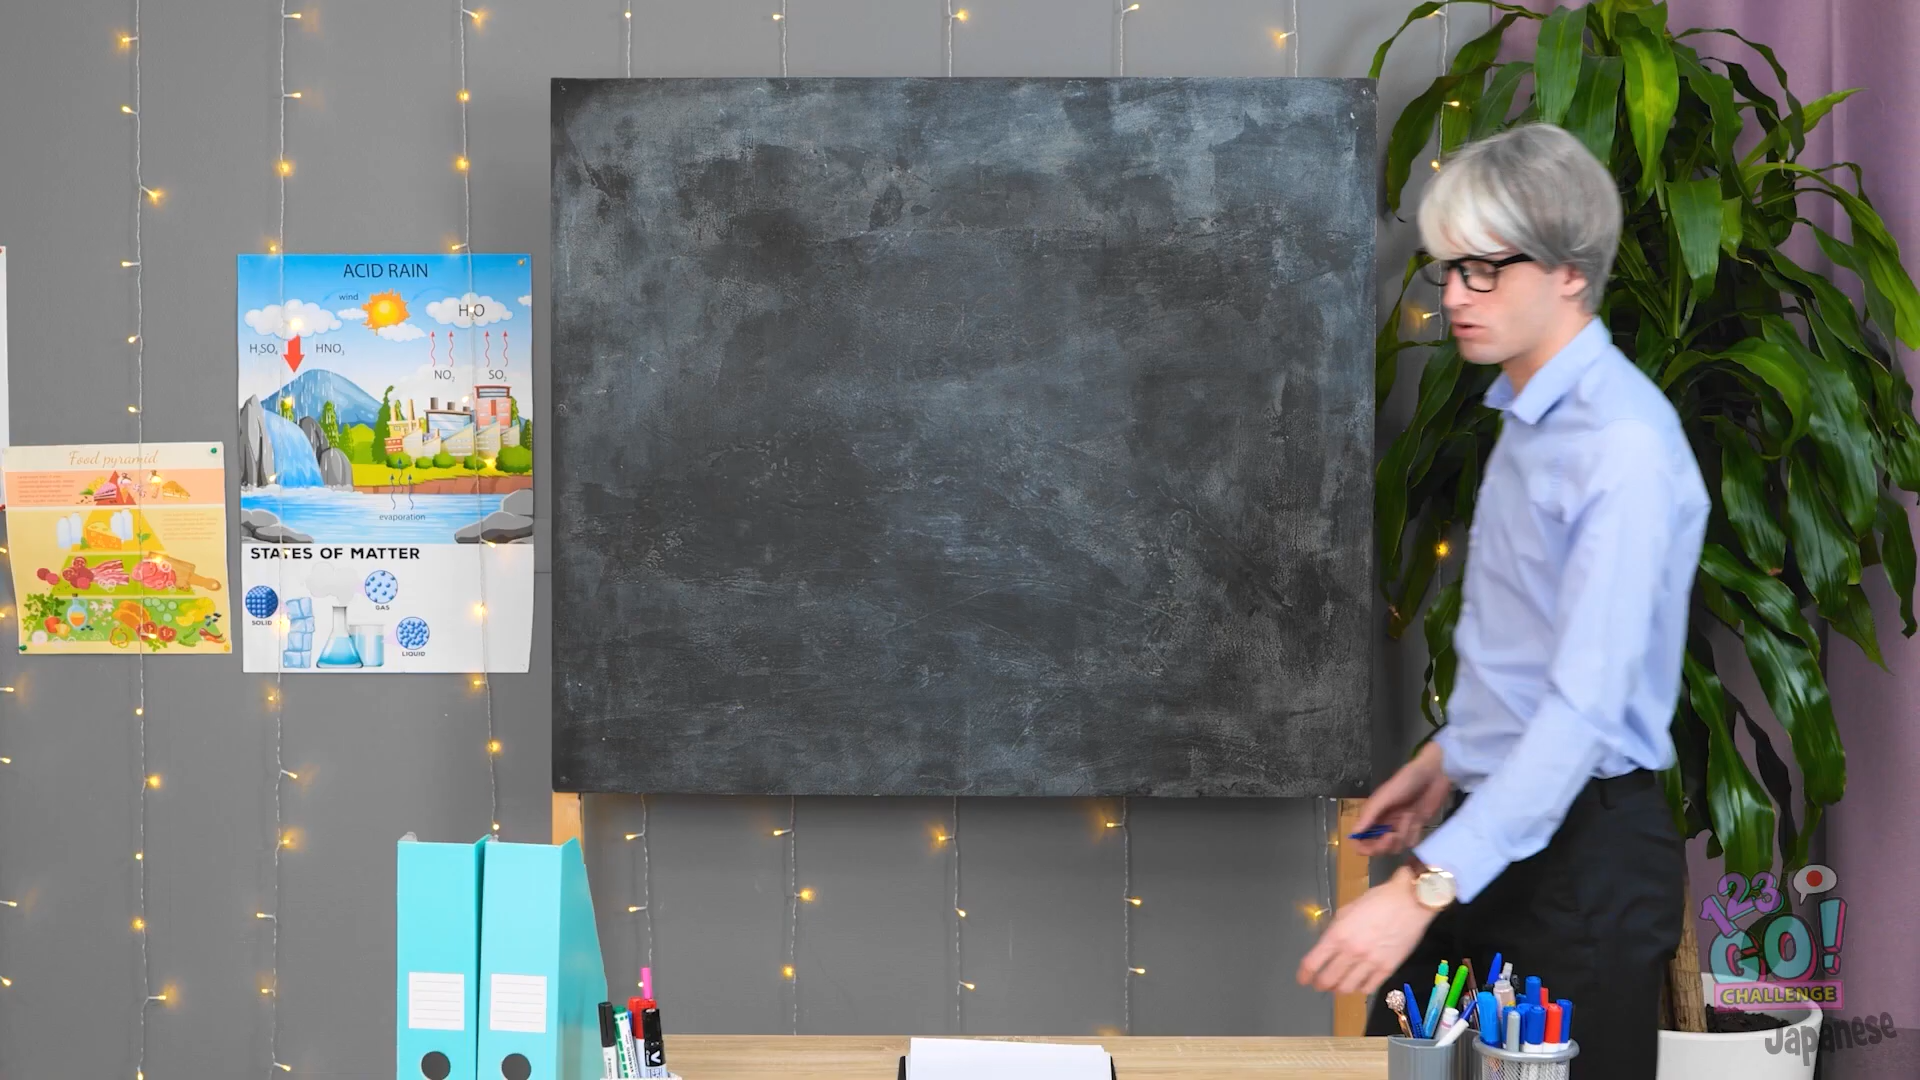 Food pyramid
ACID RAIN
wind
H₂O
H₂SO₄
HNO₃
NO₂
SO₂
evaporation
STATES OF MATTER
SOLID
GAS
LIQUID
V
123
GO!
CHALLENGE
Japanese